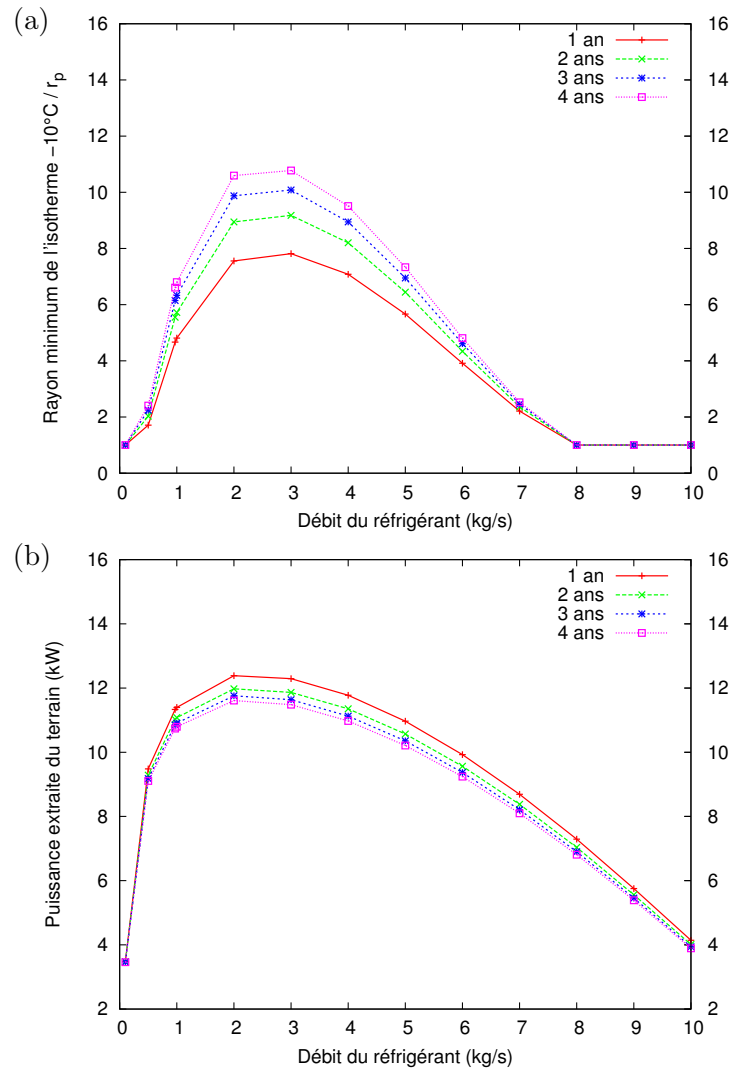 (a)
Rayon minimum de l'isotherme −10°C / r_p
16 16
14 14
12 12
10 10
8 8
6 6
4 4
2 2
0 0
1 an
2 ans
3 ans
4 ans
0 1 2 3 4 5 6 7 8 9 10
Débit du réfrigérant (kg/s)
(b)
Puissance extraite du terrain (kW)
16 16
14 14
12 12
10 10
8 8
6 6
4 4
2 2
1 an
2 ans
3 ans
4 ans
0 1 2 3 4 5 6 7 8 9 10
Débit du réfrigérant (kg/s)